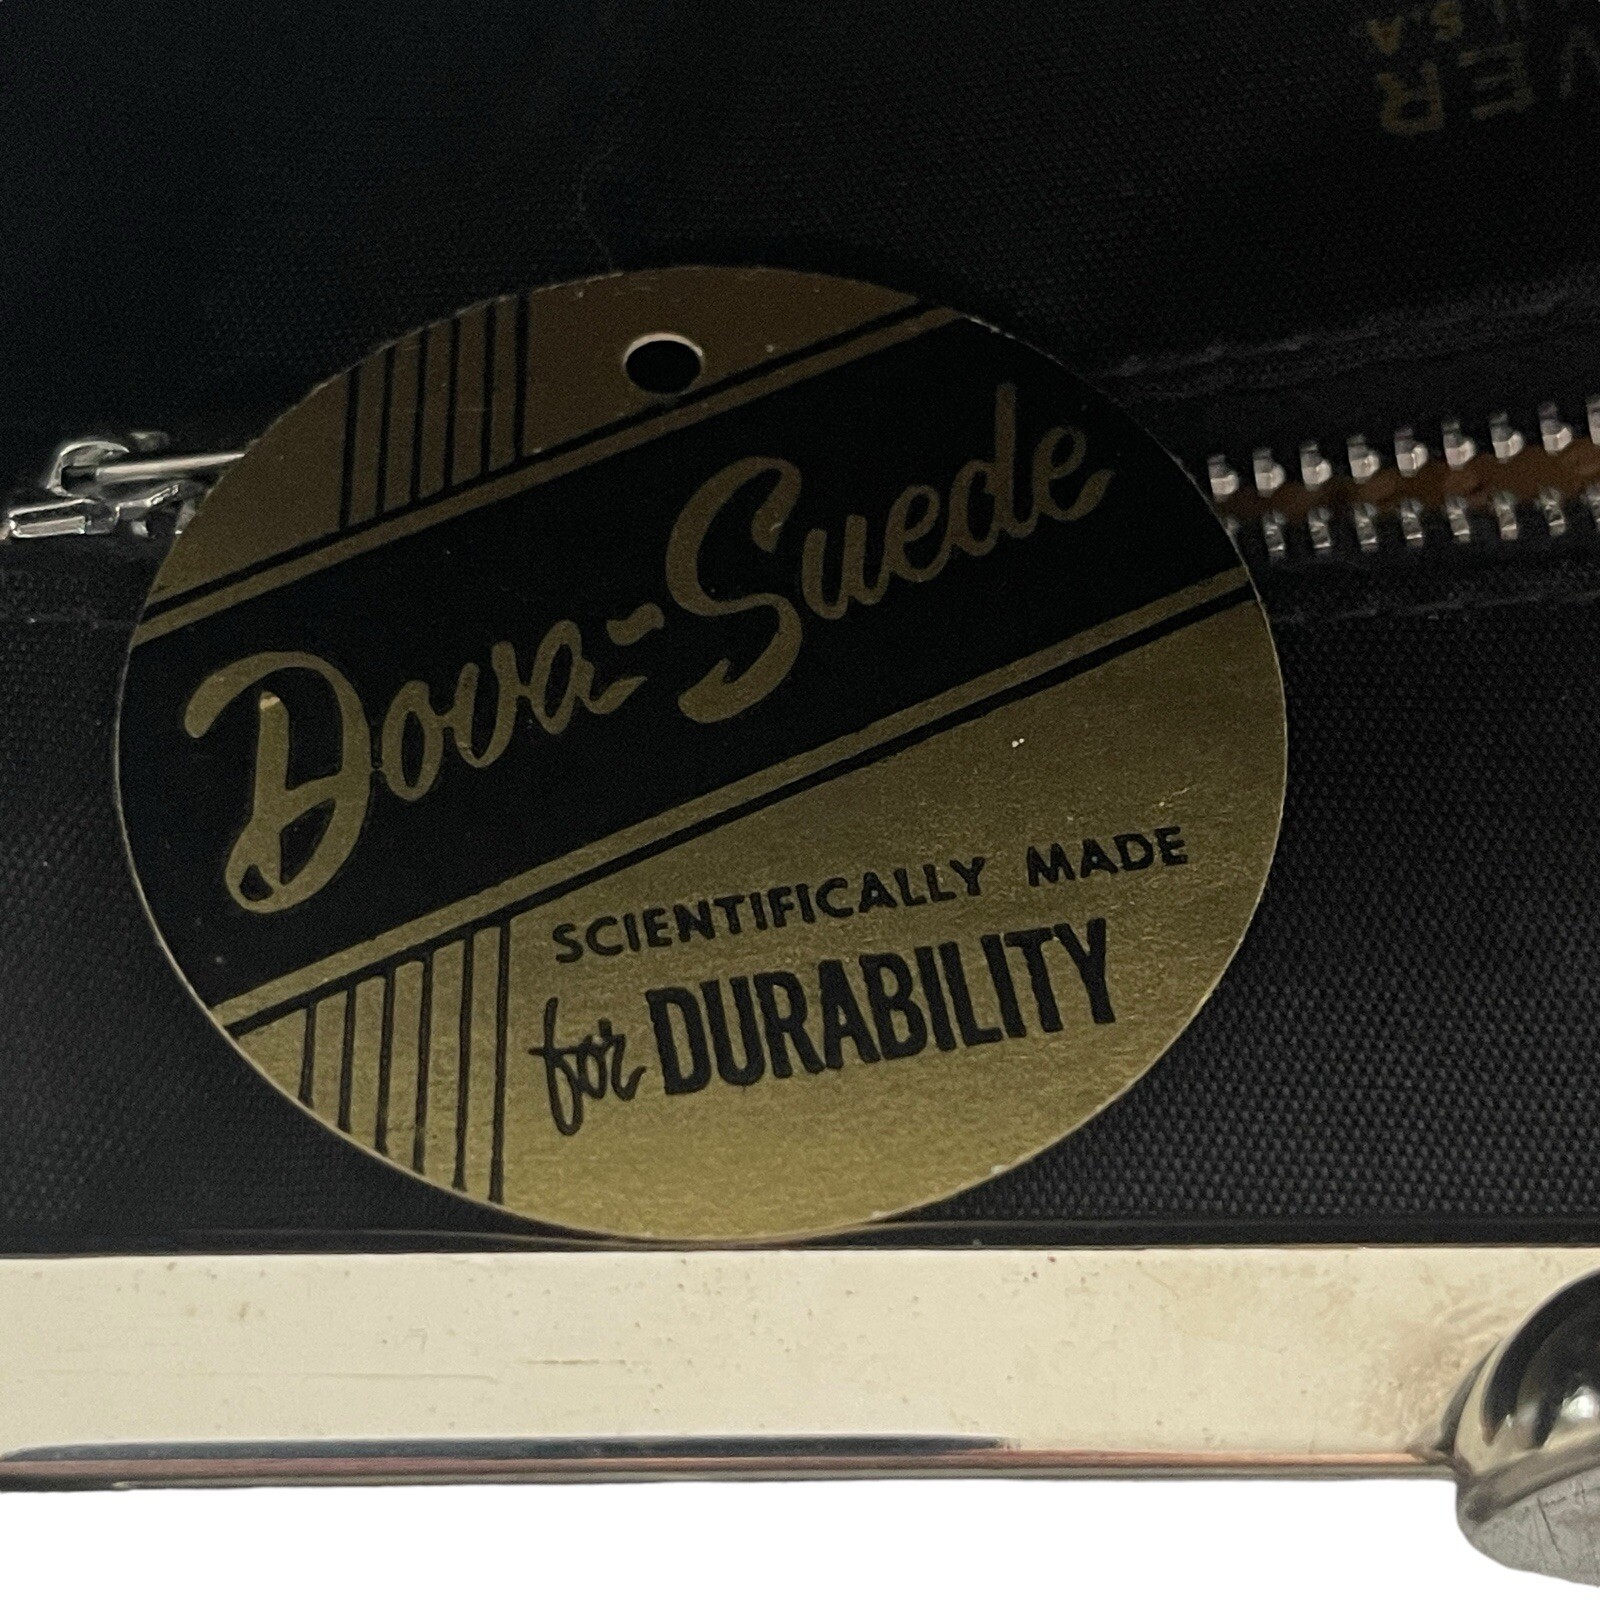 Dova-Suede
SCIENTIFICALLY MADE
for DURABILITY
U.S.A